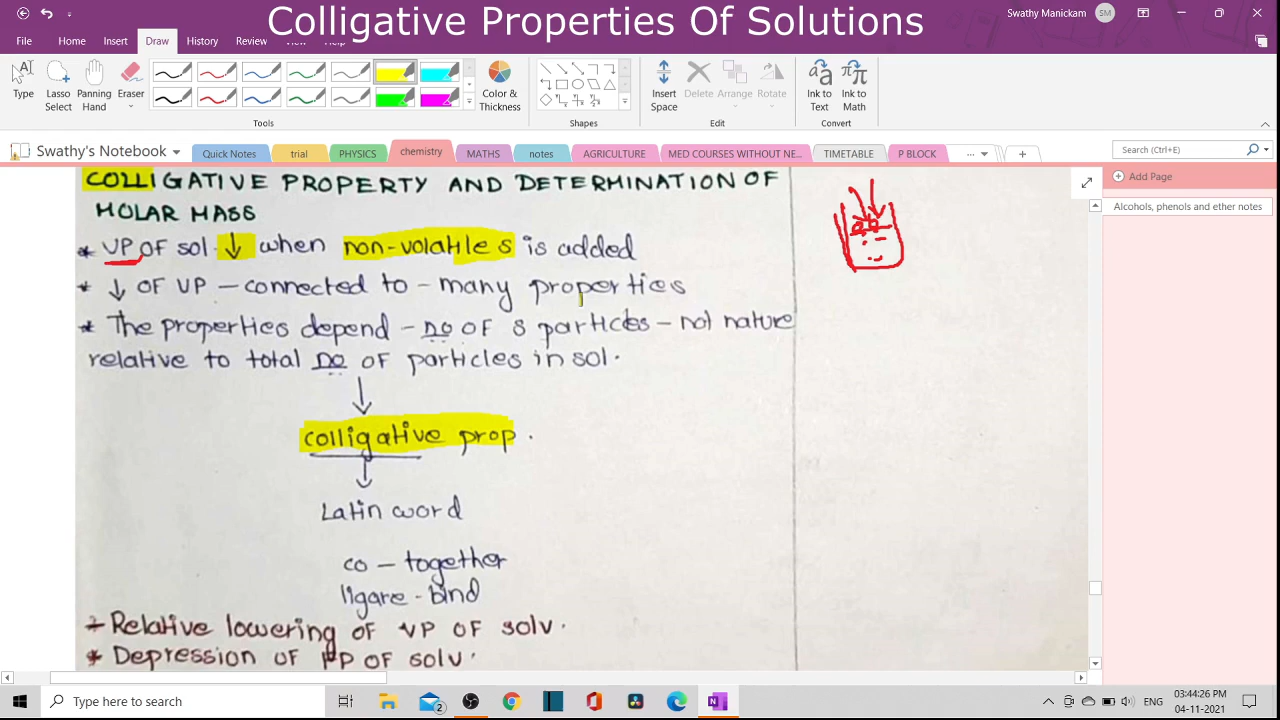 Colligative Properties Of Solutions
Swathy Manickam SM
File Home Insert Draw History Review View Help
Type
Lasso Select
Panning Hand
Eraser
Color & Thickness
Insert Space
Delete
Arrange
Rotate
Ink to Text
Ink to Math
Tools
Shapes
Edit
Convert
Swathy's Notebook
Quick Notes
trial
PHYSICS
chemistry
MATHS
notes
AGRICULTURE
MED COURSES WITHOUT NE...
TIMETABLE
P BLOCK
...
Search (Ctrl+E)
Add Page
Alcohols, phenols and ether notes
COLLIGATIVE PROPERTY AND DETERMINATION OF
MOLAR MASS
* VP OF sol. ↓ when non-volatile s is added
* ↓ OF VP – connected to – many properties
* The properties depend – no OF s particles – not nature
relative to total no OF particles in sol.
↓
colligative prop.
↓
Latin word
co – together
ligare - bind
* Relative lowering of VP OF solv.
* Depression OF FP OF solv.
Type here to search
2
ENG
03:44:26 PM
04-11-2021